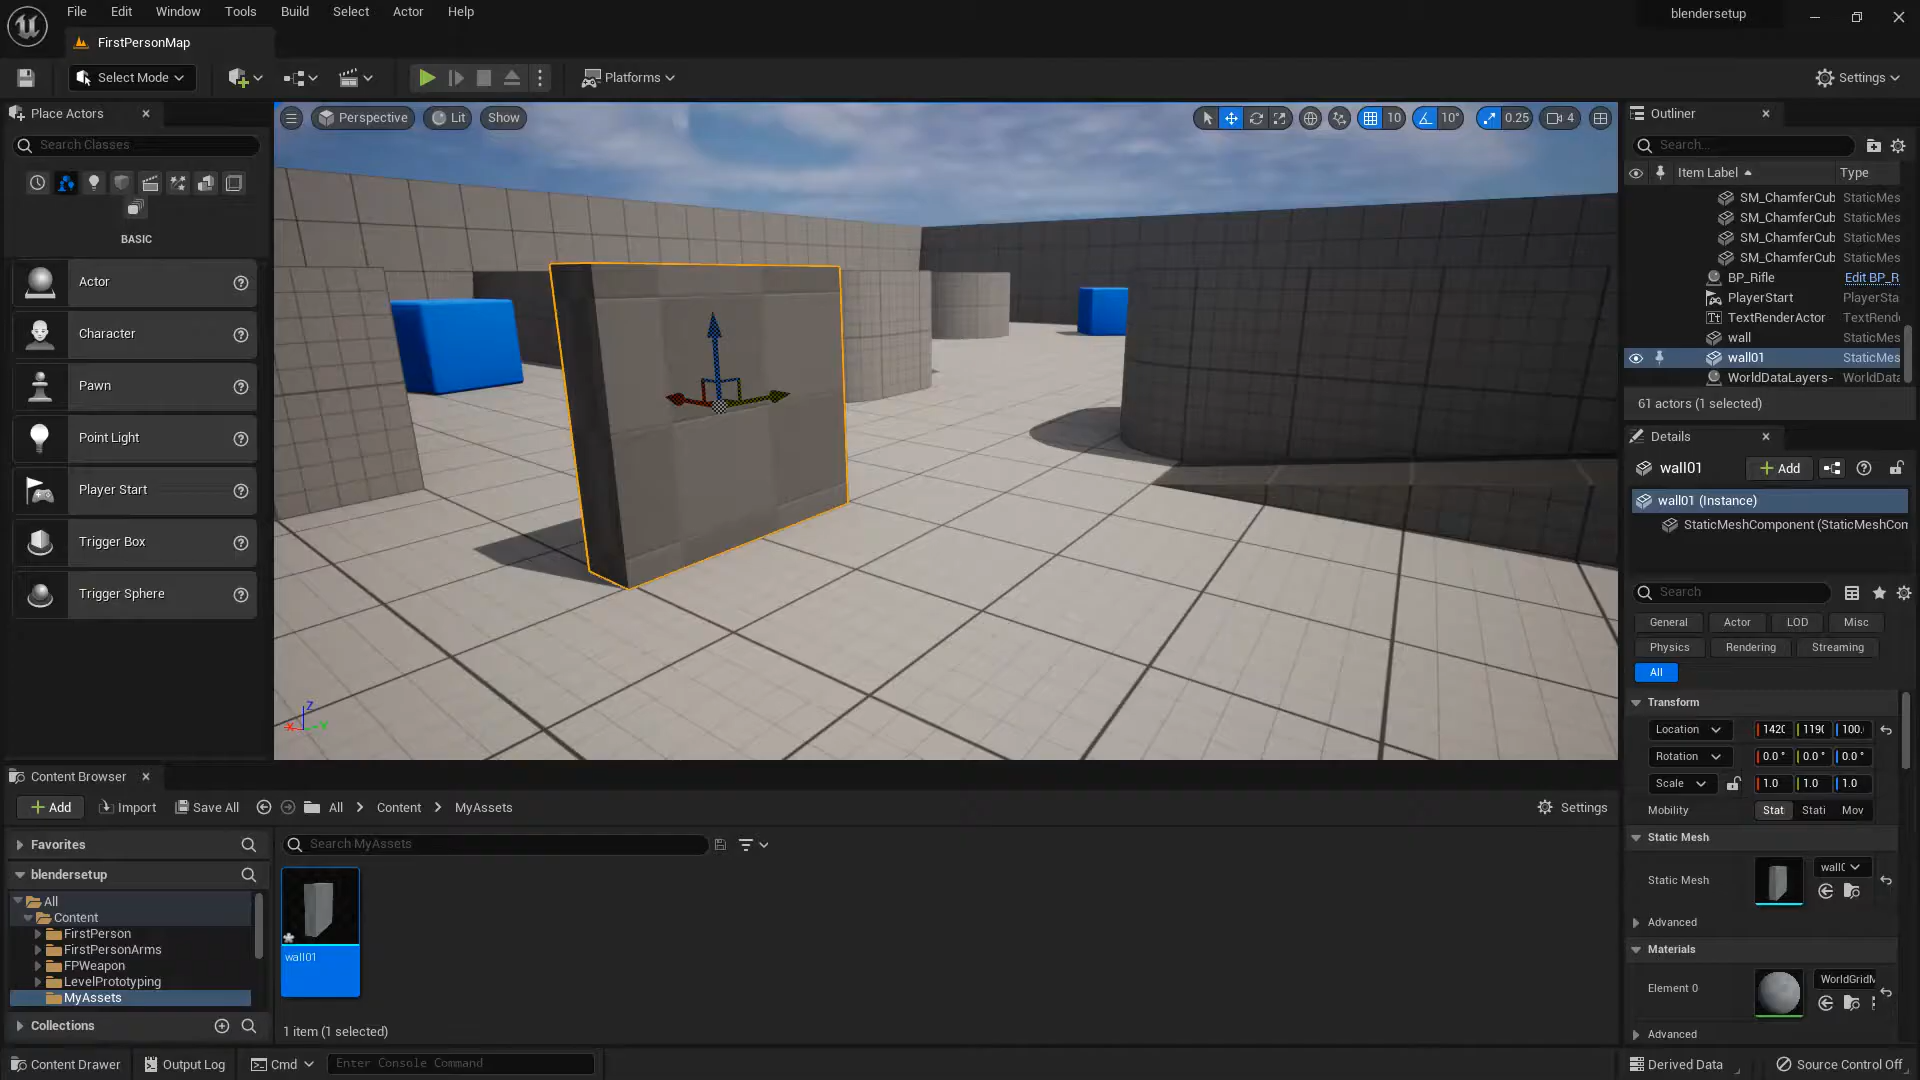 File Edit Window Tools Build Select Actor Help
blendersetup
FirstPersonMap
Select Mode
Platforms
Settings
Place Actors
Search Classes
BASIC
Actor
Character
Pawn
Point Light
Player Start
Trigger Box
Trigger Sphere
Perspective
Lit
Show
10
10°
0.25
4
Z
X
Y
Outliner
Search...
Item Label Type
SM_ChamferCub StaticMes
SM_ChamferCub StaticMes
SM_ChamferCub StaticMes
SM_ChamferCub StaticMes
BP_Rifle Edit BP_R
PlayerStart PlayerSta
TextRenderActor TextRende
wall StaticMes
wall01 StaticMes
WorldDataLayers- WorldData
61 actors (1 selected)
Details
wall01
Add
wall01 (Instance)
StaticMeshComponent (StaticMeshCom
Search
General Actor LOD Misc
Physics Rendering Streaming
All
Transform
Location 1420 1190 100.
Rotation 0.0° 0.0° 0.0°
Scale 1.0 1.0 1.0
Mobility Stat Stati Mov
Static Mesh
Static Mesh
Advanced
Materials
Element 0
Advanced
Content Browser
Add Import Save All All Content MyAssets Settings
Favorites
blendersetup
All
Content
FirstPerson
FirstPersonArms
FPWeapon
LevelPrototyping
MyAssets
Collections
Search MyAssets
wall01
1 item (1 selected)
Content Drawer Output Log Cmd Enter Console Command Derived Data Source Control Off